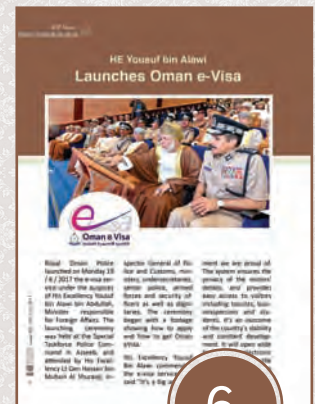 HE Yousuf bin Alawi
Launches Oman e-Visa
e
Oman e Visa
Royal Oman Police
launched on Monday 19
/ 6 / 2017 the e-visa ser-
vice under the auspices
of His Excellency Yousuf
bin Alawi bin Abdullah,
Minister responsible
for Foreign Affairs. The
launching ceremony
was held at the Special
Taskforce Police Com-
mand in Azaiba, and
attended by His Excel-
lency Lt Gen Hassan bin
Mohsin Al Shuraiqi, In-
spector General of Po-
lice and Customs, min-
isters, undersecretaries,
senior police, armed
forces and security of-
ficers as well as digni-
taries. The ceremony
began with a footage
showing how to apply
and how to get Oman
eVisa.
His Excellency Yousuf
bin Alawi commented
the e-visa service
said "It's a big a
ment we are proud of.
The system ensures the
privacy of the visitors'
details, and provides
easy access to visitors
including tourists, busi-
nesspersons and stu-
dents. It's an outcome
of the country's stability
and constant develop-
ment. It will open wide
electronic
6